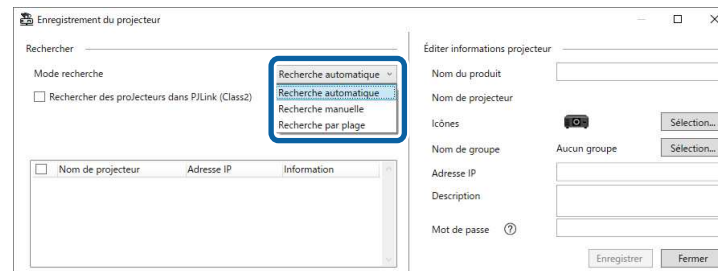 Enregistrement du projecteur
Rechercher
Mode recherche
Recherche automatique
Rechercher des proJecteurs dans PJLink (Class2)
Recherche automatique
Recherche manuelle
Recherche par plage
Nom de projecteur Adresse IP Information
Éditer informations projecteur
Nom du produit
Nom de projecteur
Icônes Sélection...
Nom de groupe Aucun groupe Sélection...
Adresse IP
Description
Mot de passe ?
Enregistrer Fermer